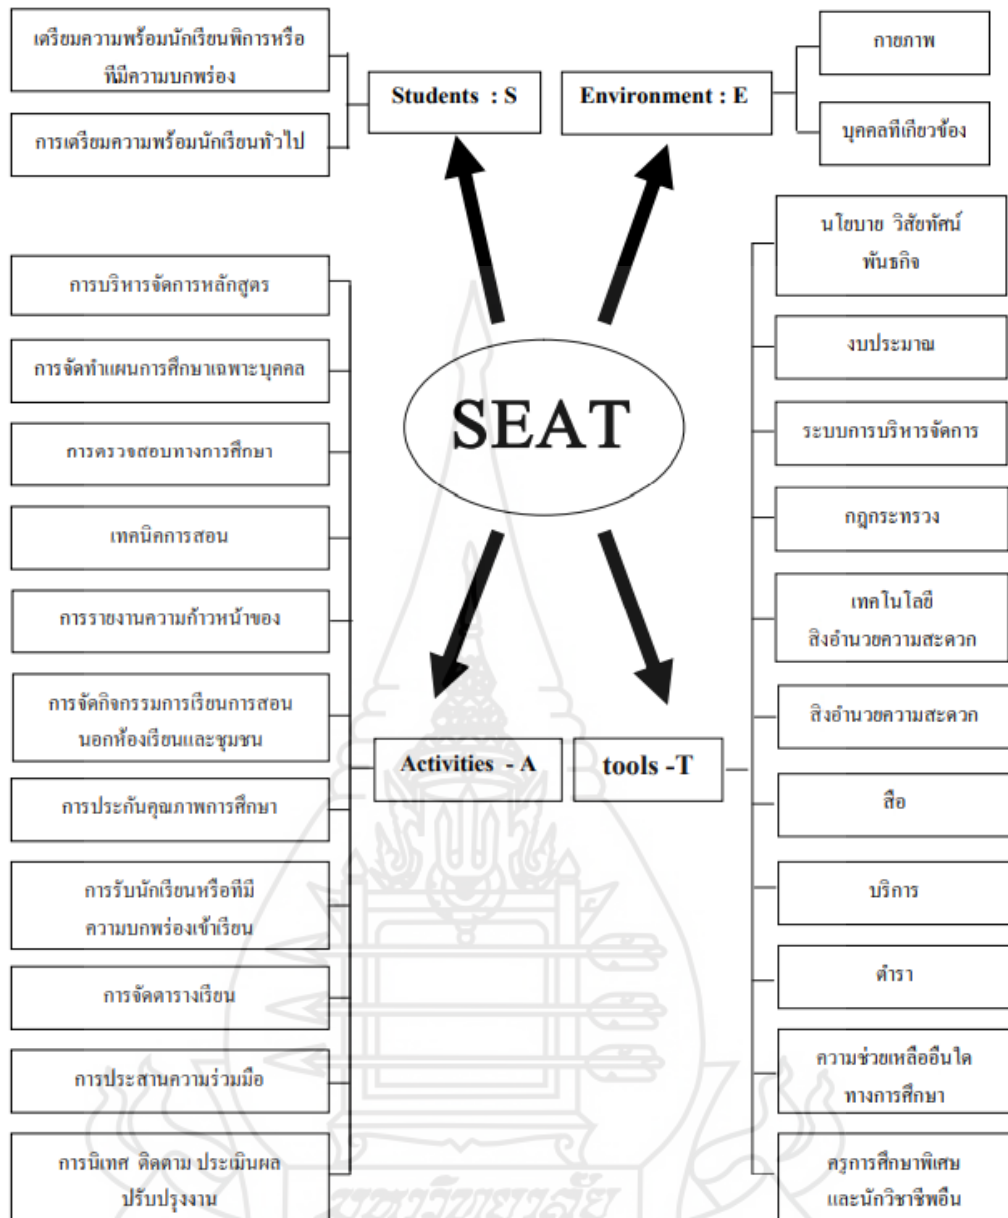 เตรียมความพร้อมนักเรียนพิการหรือ
ที่มีความบกพร่อง
การเตรียมความพร้อมนักเรียนทั่วไป
Students : S
Environment : E
กายภาพ
บุคคลที่เกี่ยวข้อง
SEAT
การบริหารจัดการหลักสูตร
การจัดทำแผนการศึกษาเฉพาะบุคคล
การตรวจสอบทางการศึกษา
เทคนิคการสอน
การรายงานความก้าวหน้าของ
การจัดกิจกรรมการเรียนการสอน
นอกห้องเรียนและชุมชน
การประกันคุณภาพการศึกษา
การรับนักเรียนหรือที่มี
ความบกพร่องเข้าเรียน
การจัดตารางเรียน
การประสานความร่วมมือ
การนิเทศ ติดตาม ประเมินผล
ปรับปรุงงาน
Activities - A
tools -T
นโยบาย วิสัยทัศน์
พันธกิจ
งบประมาณ
ระบบการบริหารจัดการ
กฎกระทรวง
เทคโนโลยี
สิ่งอำนวยความสะดวก
สิ่งอำนวยความสะดวก
สื่อ
บริการ
ตำรา
ความช่วยเหลืออื่นใด
ทางการศึกษา
ครูการศึกษาพิเศษ
และนักวิชาชีพอื่น
มหาวิทยาลัย